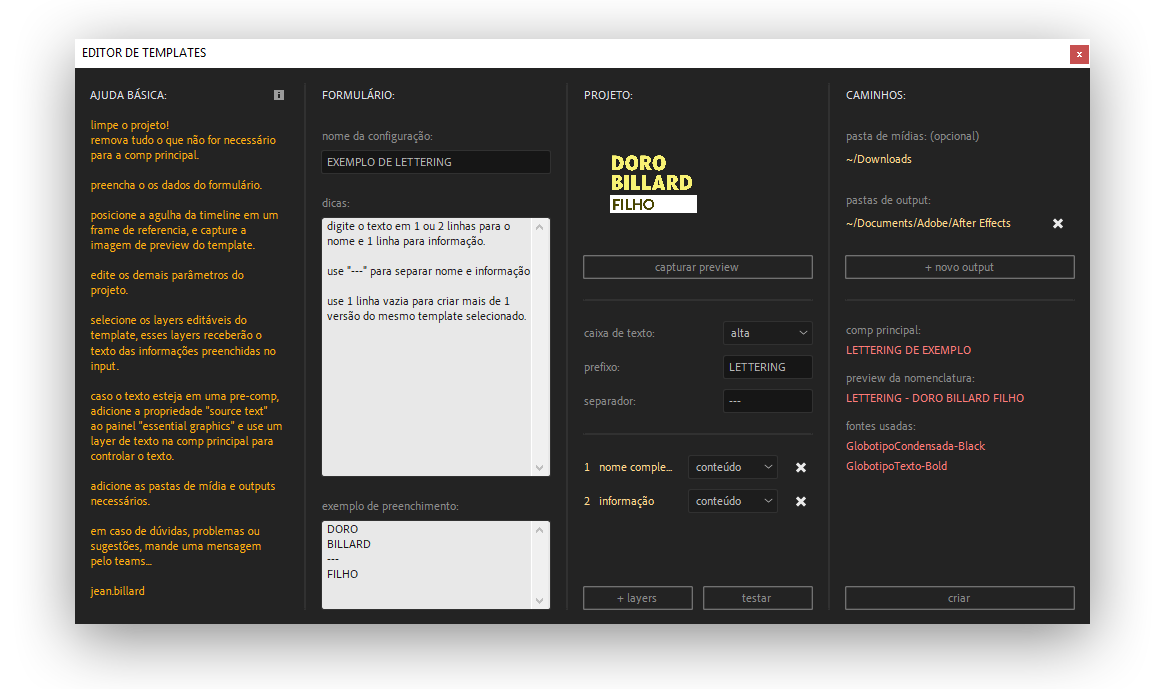 EDITOR DE TEMPLATES
x
AJUDA BÁSICA:
i
limpe o projeto!
remova tudo o que não for necessário
para a comp principal.
preencha o os dados do formulário.
posicione a agulha da timeline em um
frame de referencia, e capture a
imagem de preview do template.
edite os demais parâmetros do
projeto.
selecione os layers editáveis do
template, esses layers receberão o
texto das informações preenchidas no
input.
caso o texto esteja em uma pre-comp,
adicione a propriedade "source text"
ao painel "essential graphics" e use um
layer de texto na comp principal para
controlar o texto.
adicione as pastas de mídia e outputs
necessários.
em caso de dúvidas, problemas ou
sugestões, mande uma mensagem
pelo teams...
jean.billard
FORMULÁRIO:
nome da configuração:
EXEMPLO DE LETTERING
dicas:
digite o texto em 1 ou 2 linhas para o
nome e 1 linha para informação.
use "---" para separar nome e informação
use 1 linha vazia para criar mais de 1
versão do mesmo template selecionado.
exemplo de preenchimento:
DORO
BILLARD
---
FILHO
PROJETO:
DORO
BILLARD
FILHO
capturar preview
caixa de texto:
alta
prefixo:
LETTERING
separador:
---
1 nome comple...
conteúdo
2 informação
conteúdo
+ layers
testar
CAMINHOS:
pasta de mídias: (opcional)
~/Downloads
pastas de output:
~/Documents/Adobe/After Effects
+ novo output
comp principal:
LETTERING DE EXEMPLO
preview da nomenclatura:
LETTERING - DORO BILLARD FILHO
fontes usadas:
GlobotipoCondensada-Black
GlobotipoTexto-Bold
criar